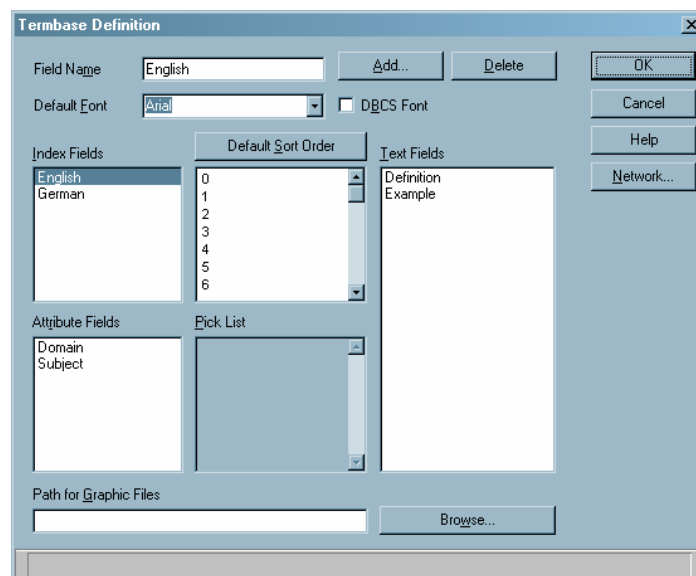 Termbase Definition
Field Name English Add... Delete OK
Default Font Arial DBCS Font Cancel
Help
Network...
Index Fields Default Sort Order Text Fields
English 0 Definition
German 1 Example
2
3
4
5
6
Attribute Fields Pick List
Domain
Subject
Path for Graphic Files
Browse...